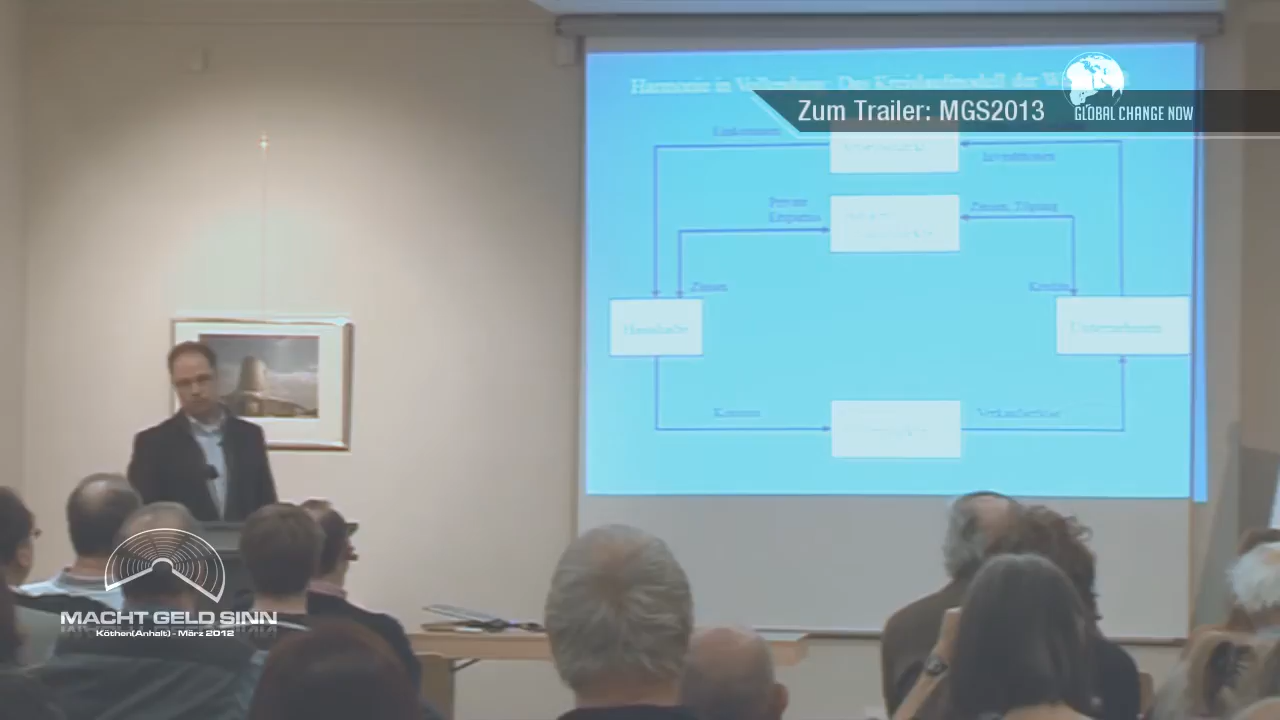 Harmonie in Vollendung: Das Kreislaufmodell der
Zum Trailer: MGS2013
GLOBAL CHANGE NOW
Einkommen
Investitionen
Private
Ersparnis
Zinsen, Tilgung
Zinsen
Kredite
Haushalte
Unternehmen
Konsum
Verkaufserlöse
MACHT GELD SINN
Köthen(Anhalt) - März 2012